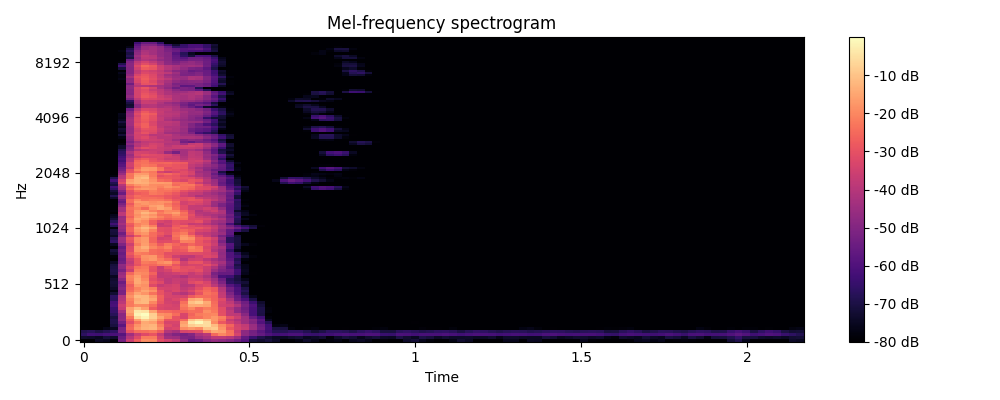 Mel-frequency spectrogram
Hz
8192
4096
2048
1024
512
0
0
0.5
1
1.5
2
Time
-10 dB
-20 dB
-30 dB
-40 dB
-50 dB
-60 dB
-70 dB
-80 dB